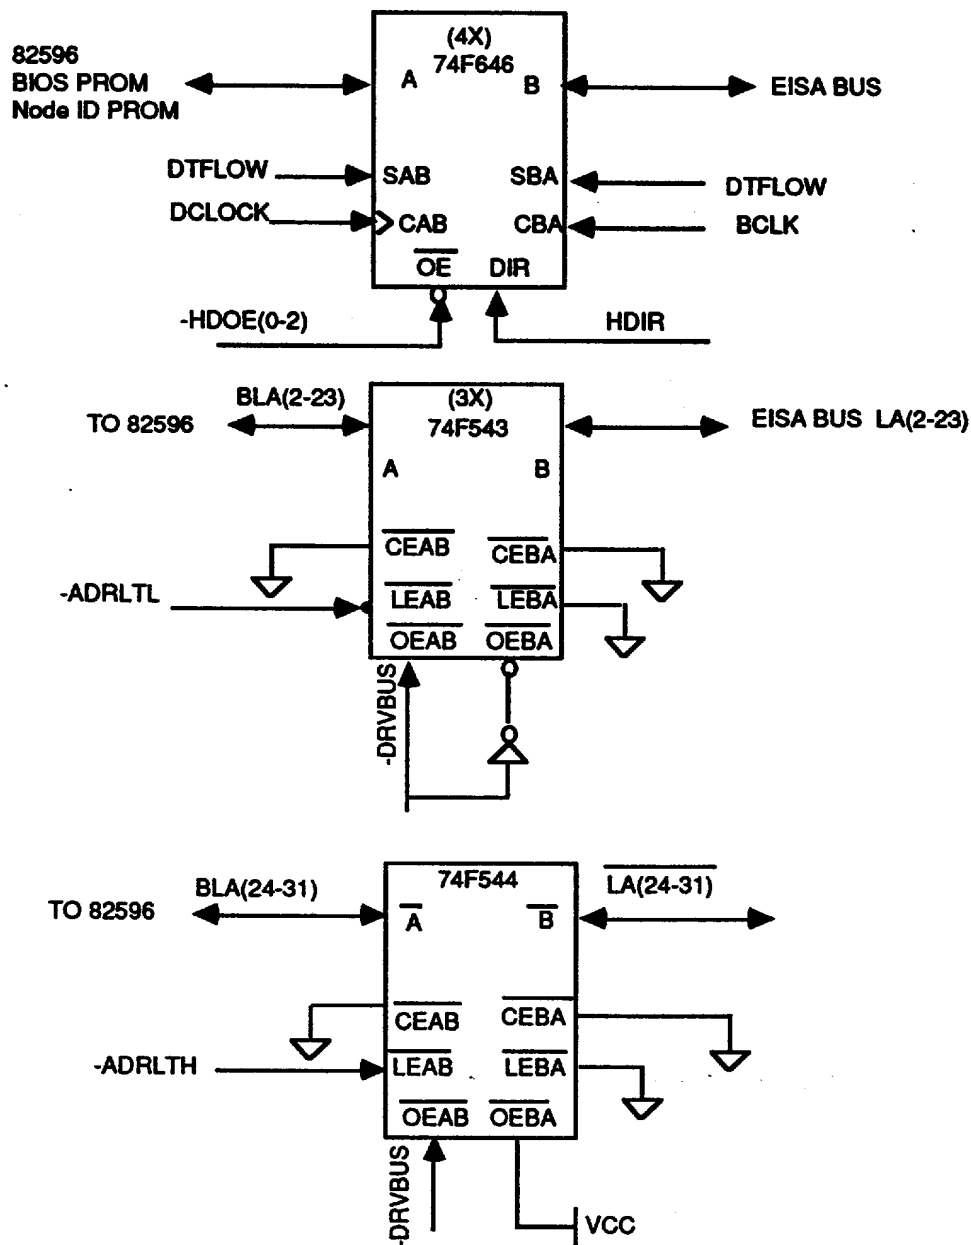 (4X)
74F646
82596
BIOS PROM
Node ID PROM
A
B
EISA BUS
DTFLOW
SAB
SBA
DTFLOW
DCLOCK
CAB
CBA
BCLK
OE
DIR
-HDOE(0-2)
HDIR
BLA(2-23)
TO 82596
(3X)
74F543
EISA BUS LA(2-23)
A
B
CEAB
CEBA
-ADRLTL
LEAB
LEBA
OEAB
OEBA
-DRVBUS
74F544
BLA(24-31)
LA(24-31)
TO 82596
A
B
CEAB
CEBA
-ADRLTH
LEAB
LEBA
OEAB
OEBA
-DRVBUS
VCC